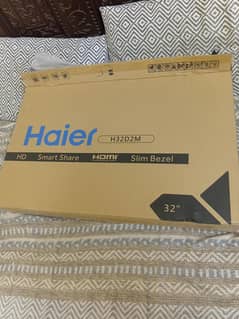 Haier
H32D2M
HD Smart Share HDMI Slim Bezel
32"